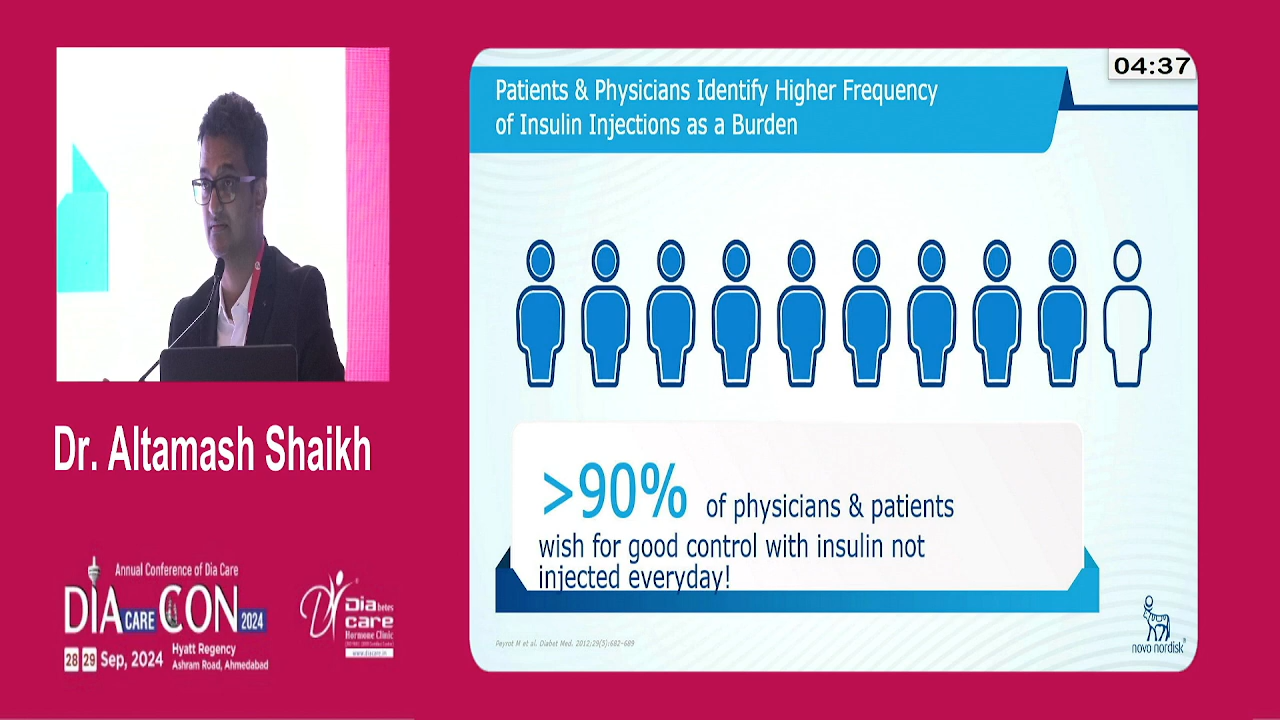 04:37
Patients & Physicians Identify Higher Frequency
of Insulin Injections as a Burden
>90% of physicians & patients
wish for good control with insulin not
injected everyday!
Peyrot M et al. Diabet Med. 2012;29(5):682–689
novo nordisk®
Dr. Altamash Shaikh
Annual Conference of Dia Care
DIA CARE CON 2024
28 29 Sep, 2024
Hyatt Regency
Ashram Road, Ahmedabad
Diabetes
care
Hormone Clinic
www.diacare.in